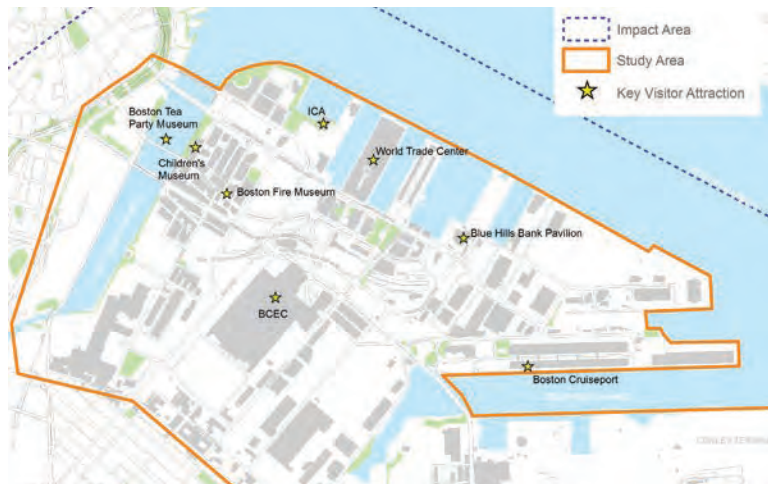 Impact Area
Study Area
Key Visitor Attraction
Boston Tea
Party Museum
ICA
Children's
Museum
World Trade Center
Boston Fire Museum
Blue Hills Bank Pavilion
BCEC
Boston Cruiseport